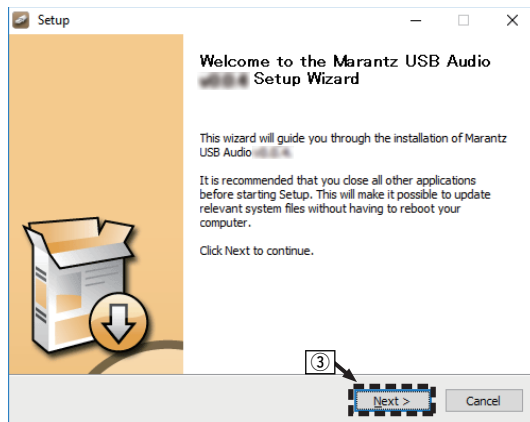 Setup
Welcome to the Marantz USB Audio
Setup Wizard
This wizard will guide you through the installation of Marantz
USB Audio
It is recommended that you close all other applications
before starting Setup. This will make it possible to update
relevant system files without having to reboot your
computer.
Click Next to continue.
③
Next >
Cancel